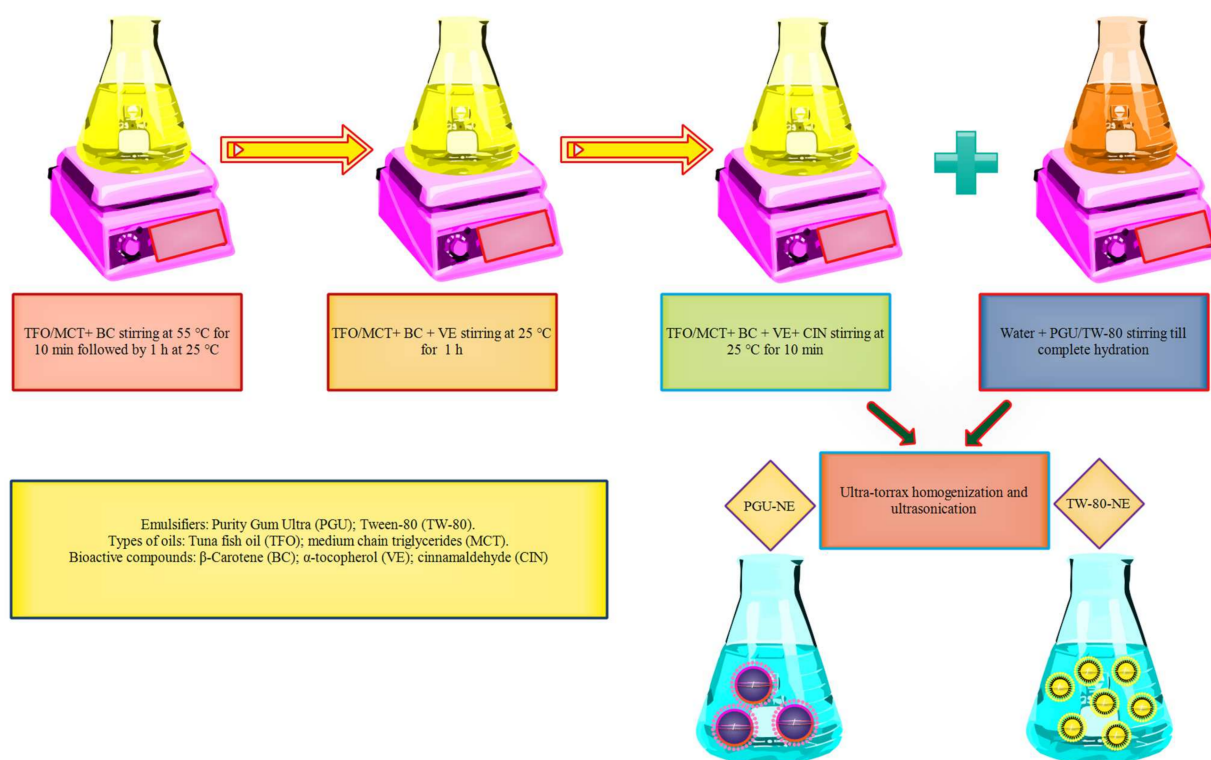 TFO/MCT+ BC stirring at 55 °C for
10 min followed by 1 h at 25 °C
TFO/MCT+ BC + VE stirring at 25 °C
for 1 h
TFO/MCT+ BC + VE+ CIN stirring at
25 °C for 10 min
Water + PGU/TW-80 stirring till
complete hydration
Emulsifiers: Purity Gum Ultra (PGU); Tween-80 (TW-80).
Types of oils: Tuna fish oil (TFO); medium chain triglycerides (MCT).
Bioactive compounds: β-Carotene (BC); α-tocopherol (VE); cinnamaldehyde (CIN)
PGU-NE
Ultra-torrax homogenization and
ultrasonication
TW-80-NE